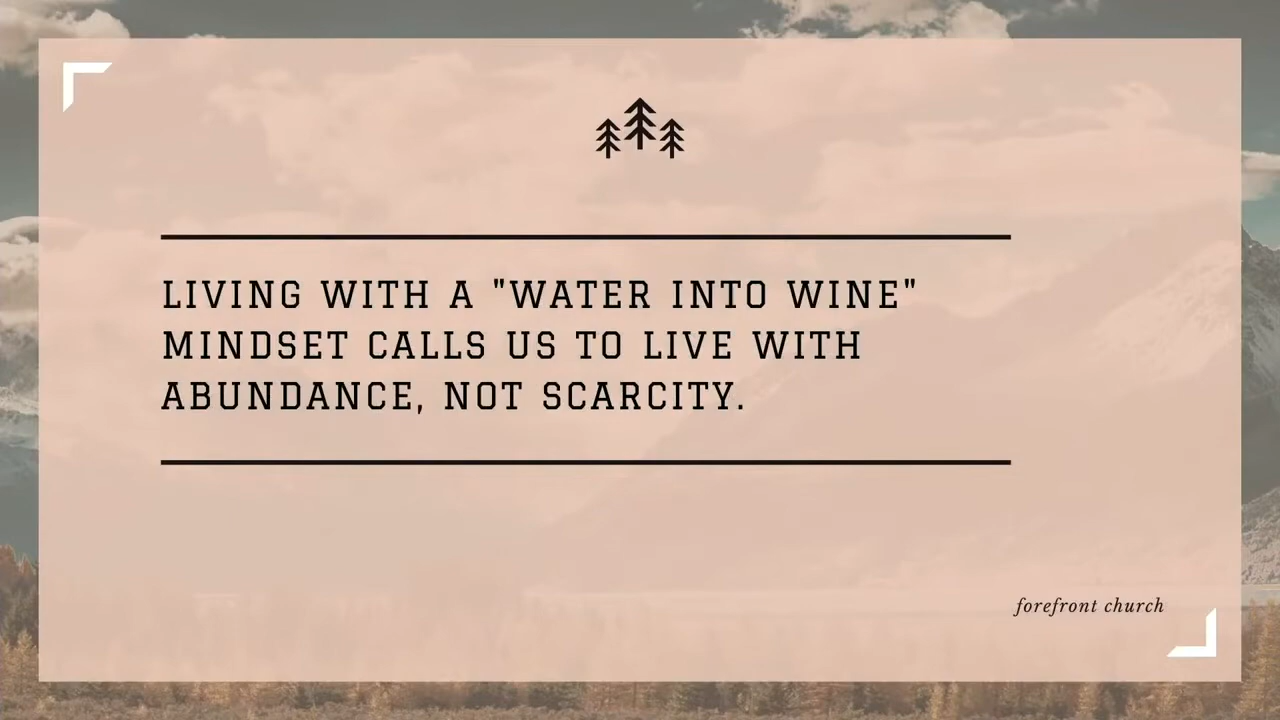 LIVING WITH A "WATER INTO WINE"
MINDSET CALLS US TO LIVE WITH
ABUNDANCE, NOT SCARCITY.
forefront church